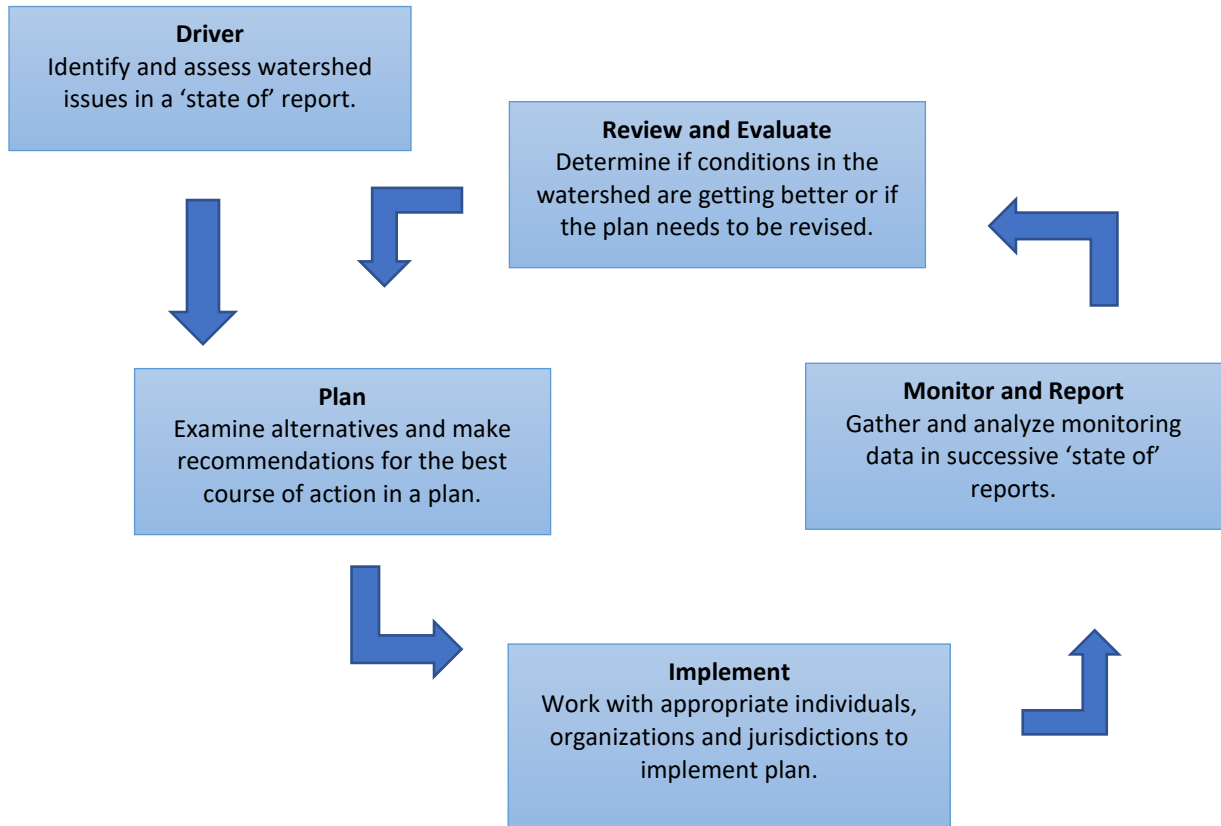 Driver
Identify and assess watershed
issues in a ‘state of’ report.
Review and Evaluate
Determine if conditions in the
watershed are getting better or if
the plan needs to be revised.
Plan
Examine alternatives and make
recommendations for the best
course of action in a plan.
Monitor and Report
Gather and analyze monitoring
data in successive ‘state of’
reports.
Implement
Work with appropriate individuals,
organizations and jurisdictions to
implement plan.